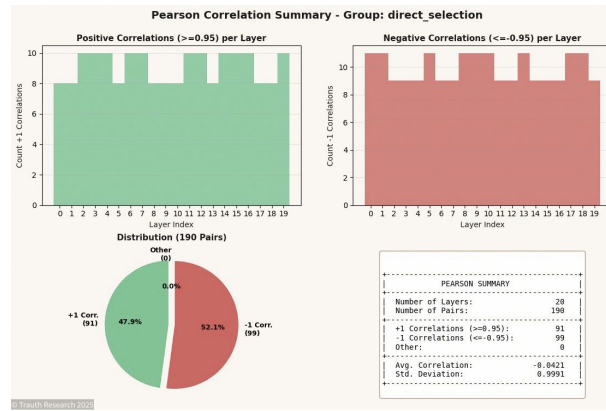 Pearson Correlation Summary - Group: direct_selection
Positive Correlations (>=0.95) per Layer
Count +1 Correlations
10
8
6
4
2
0
0 1 2 3 4 5 6 7 8 9 10 11 12 13 14 15 16 17 18 19
Layer Index
Negative Correlations (<=-0.95) per Layer
Count -1 Correlations
10
8
6
4
2
0
0 1 2 3 4 5 6 7 8 9 10 11 12 13 14 15 16 17 18 19
Layer Index
Distribution (190 Pairs)
Other
(0)
0.0%
+1 Corr.
(91)
47.9%
52.1%
-1 Corr.
(99)
PEARSON SUMMARY
Number of Layers: 20
Number of Pairs: 190
+1 Correlations (>=0.95): 91
-1 Correlations (<=-0.95): 99
Other: 0
Avg. Correlation: -0.0421
Std. Deviation: 0.9991
© Trauth Research 2025